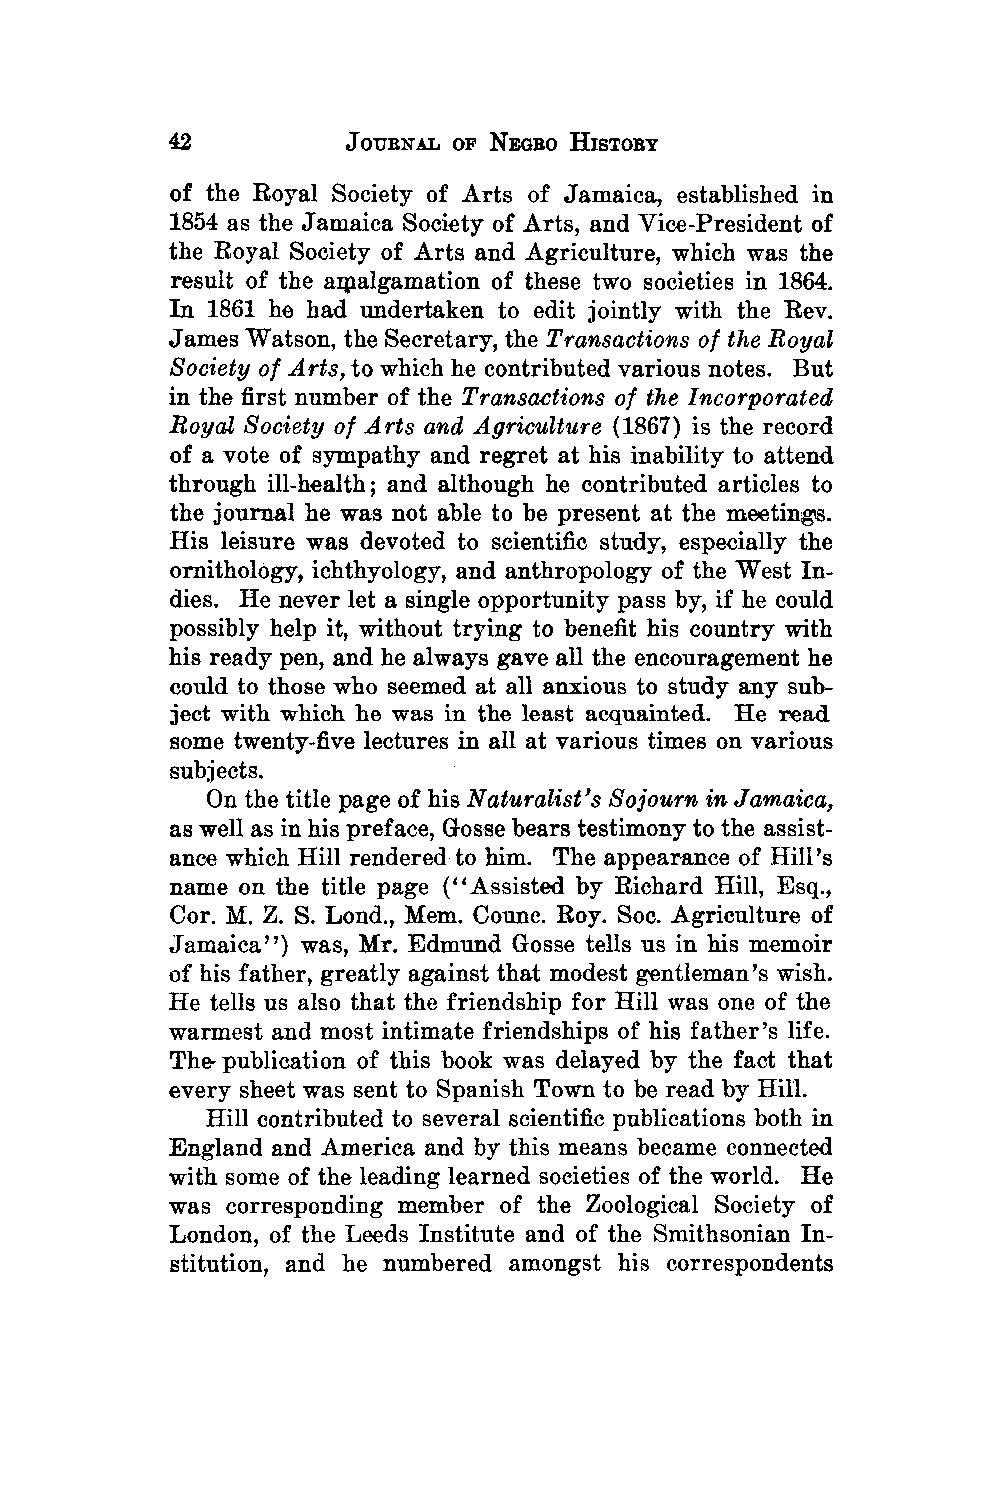 42 JOURNAL OF NEGRO HISTORY
of the Royal Society of Arts of Jamaica, established in
1854 as the Jamaica Society of Arts, and Vice-President of
the Royal Society of Arts and Agriculture, which was the
result of the amalgamation of these two societies in 1864.
In 1861 he had undertaken to edit jointly with the Rev.
James Watson, the Secretary, the Transactions of the Royal
Society of Arts, to which he contributed various notes. But
in the first number of the Transactions of the Incorporated
Royal Society of Arts and Agriculture (1867) is the record
of a vote of sympathy and regret at his inability to attend
through ill-health; and although he contributed articles to
the journal he was not able to be present at the meetings.
His leisure was devoted to scientific study, especially the
ornithology, ichthyology, and anthropology of the West In-
dies. He never let a single opportunity pass by, if he could
possibly help it, without trying to benefit his country with
his ready pen, and he always gave all the encouragement he
could to those who seemed at all anxious to study any sub-
ject with which he was in the least acquainted. He read
some twenty-five lectures in all at various times on various
subjects.
On the title page of his Naturalist's Sojourn in Jamaica,
as well as in his preface, Gosse bears testimony to the assist-
ance which Hill rendered to him. The appearance of Hill's
name on the title page (‘‘Assisted by Richard Hill, Esq.,
Cor. M. Z. S. Lond., Mem. Counc. Roy. Soc. Agriculture of
Jamaica’’) was, Mr. Edmund Gosse tells us in his memoir
of his father, greatly against that modest gentleman's wish.
He tells us also that the friendship for Hill was one of the
warmest and most intimate friendships of his father's life.
The publication of this book was delayed by the fact that
every sheet was sent to Spanish Town to be read by Hill.
Hill contributed to several scientific publications both in
England and America and by this means became connected
with some of the leading learned societies of the world. He
was corresponding member of the Zoological Society of
London, of the Leeds Institute and of the Smithsonian In-
stitution, and he numbered amongst his correspondents